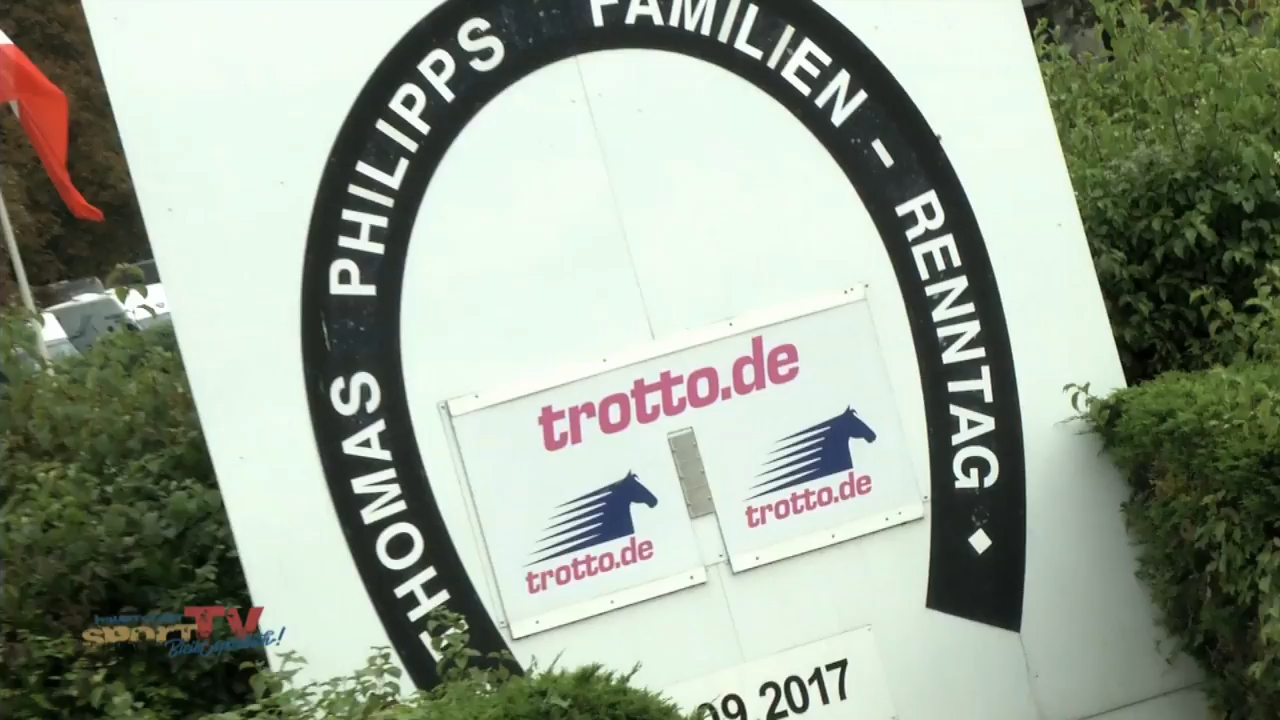 THOMAS PHILIPPS FAMILIEN - RENNTAG
trotto.de
trotto.de
trotto.de
09.2017
SPORT TV